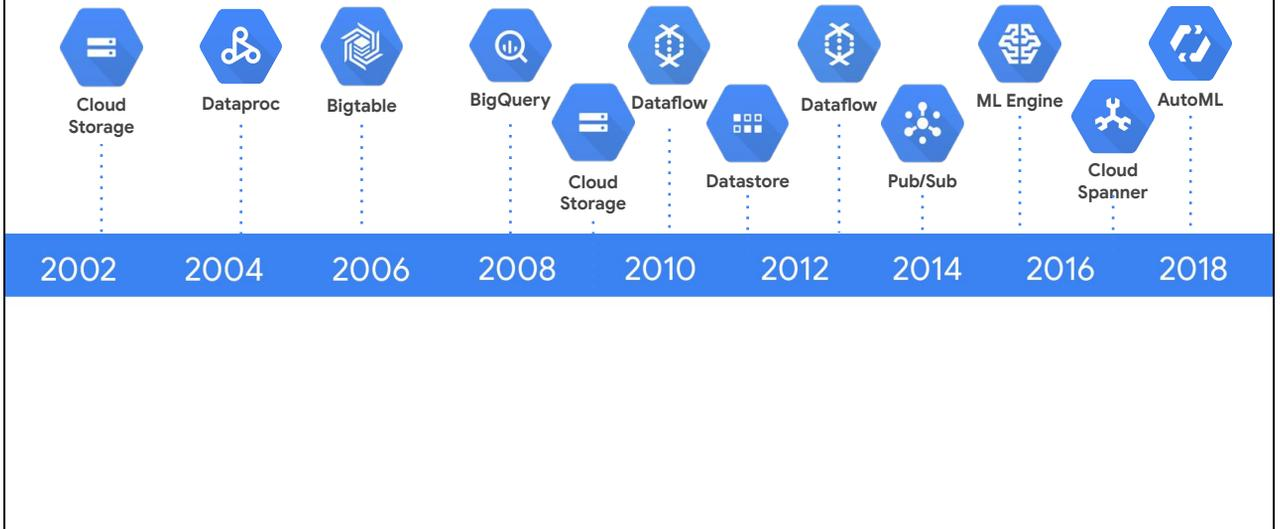 Cloud
Storage
Dataproc
Bigtable
BigQuery
Cloud
Storage
Dataflow
Datastore
Dataflow
Pub/Sub
ML Engine
Cloud
Spanner
AutoML
2002 2004 2006 2008 2010 2012 2014 2016 2018